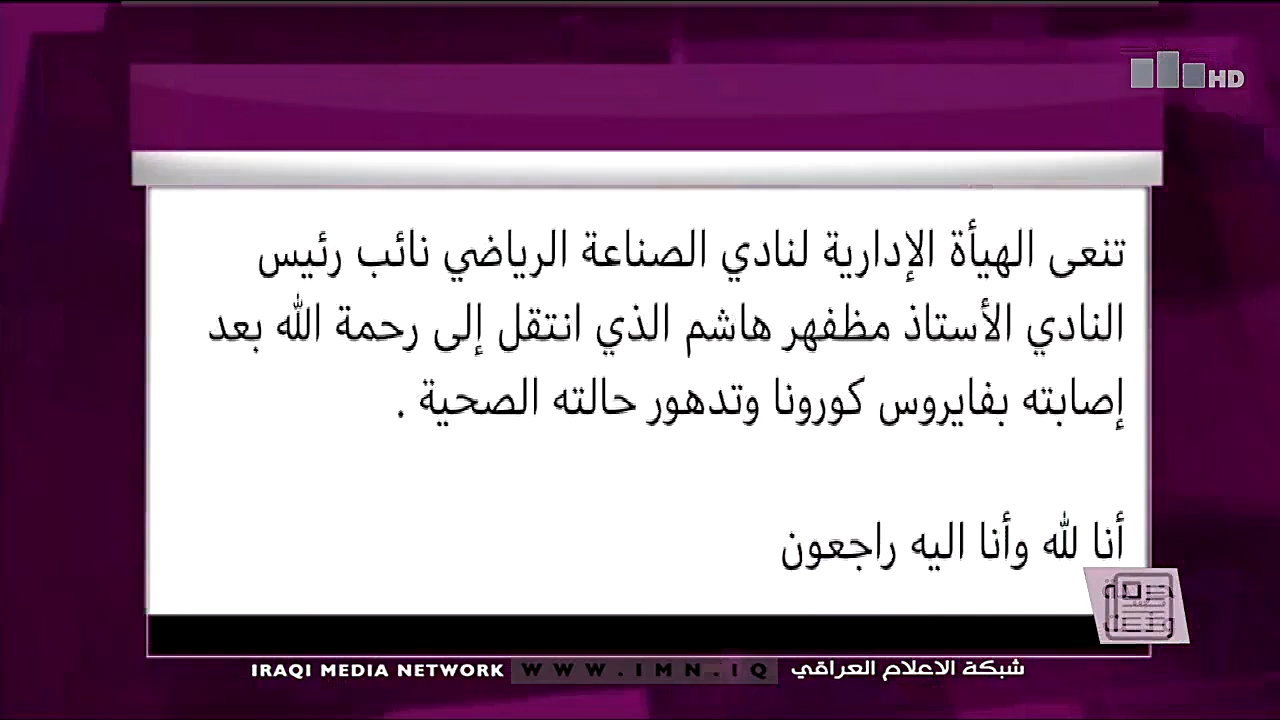 HD
تنعى الهيأة الإدارية لنادي الصناعة الرياضي نائب رئيس
النادي الأستاذ مظفهر هاشم الذي انتقل إلى رحمة الله بعد
إصابته بفايروس كورونا وتدهور حالته الصحية .
أنا لله وأنا اليه راجعون
IRAQI MEDIA NETWORK WWW.IMN.IQ شبكة الاعلام العراقي